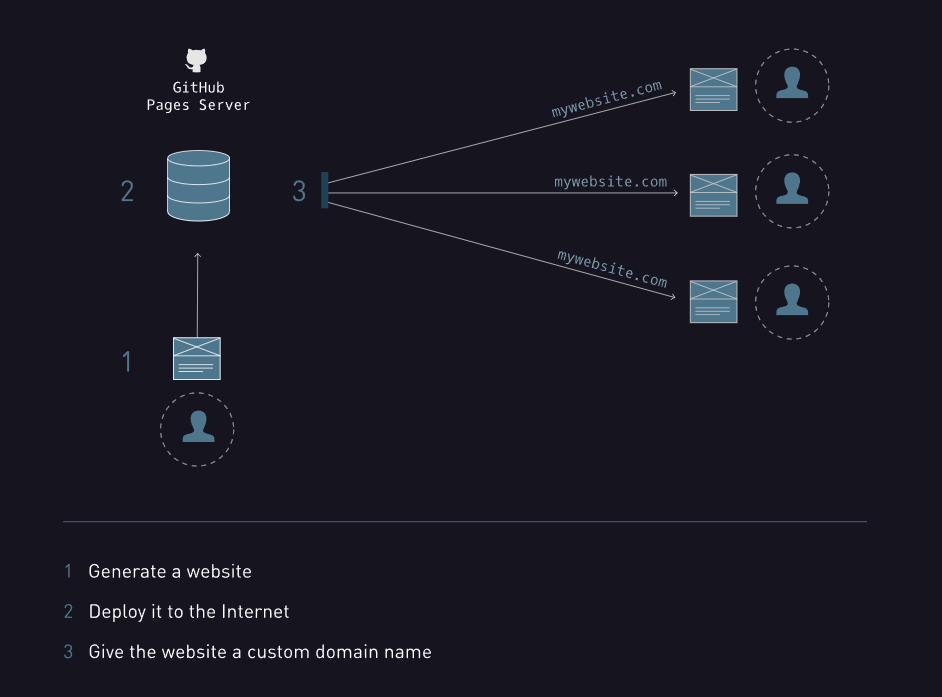 GitHub
Pages Server
2
3
mywebsite.com
mywebsite.com
mywebsite.com
1
1 Generate a website
2 Deploy it to the Internet
3 Give the website a custom domain name